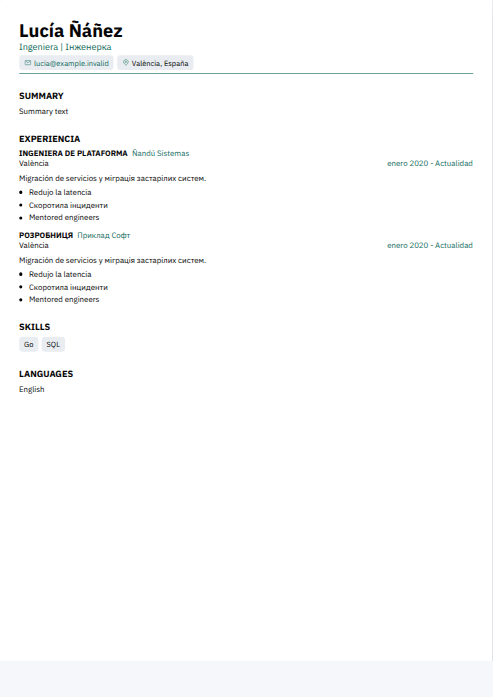 Lucía Ñáñez
Ingeniera | Інженерка
lucia@example.invalid València, España
SUMMARY
Summary text
EXPERIENCIA
INGENIERA DE PLATAFORMA Ñandú Sistemas
València enero 2020 - Actualidad
Migración de servicios y міграція застарілих систем.
• Redujo la latencia
• Скоротила інциденти
• Mentored engineers
РОЗРОБНИЦЯ Приклад Софт
València enero 2020 - Actualidad
Migración de servicios y міграція застарілих систем.
• Redujo la latencia
• Скоротила інциденти
• Mentored engineers
SKILLS
Go SQL
LANGUAGES
English